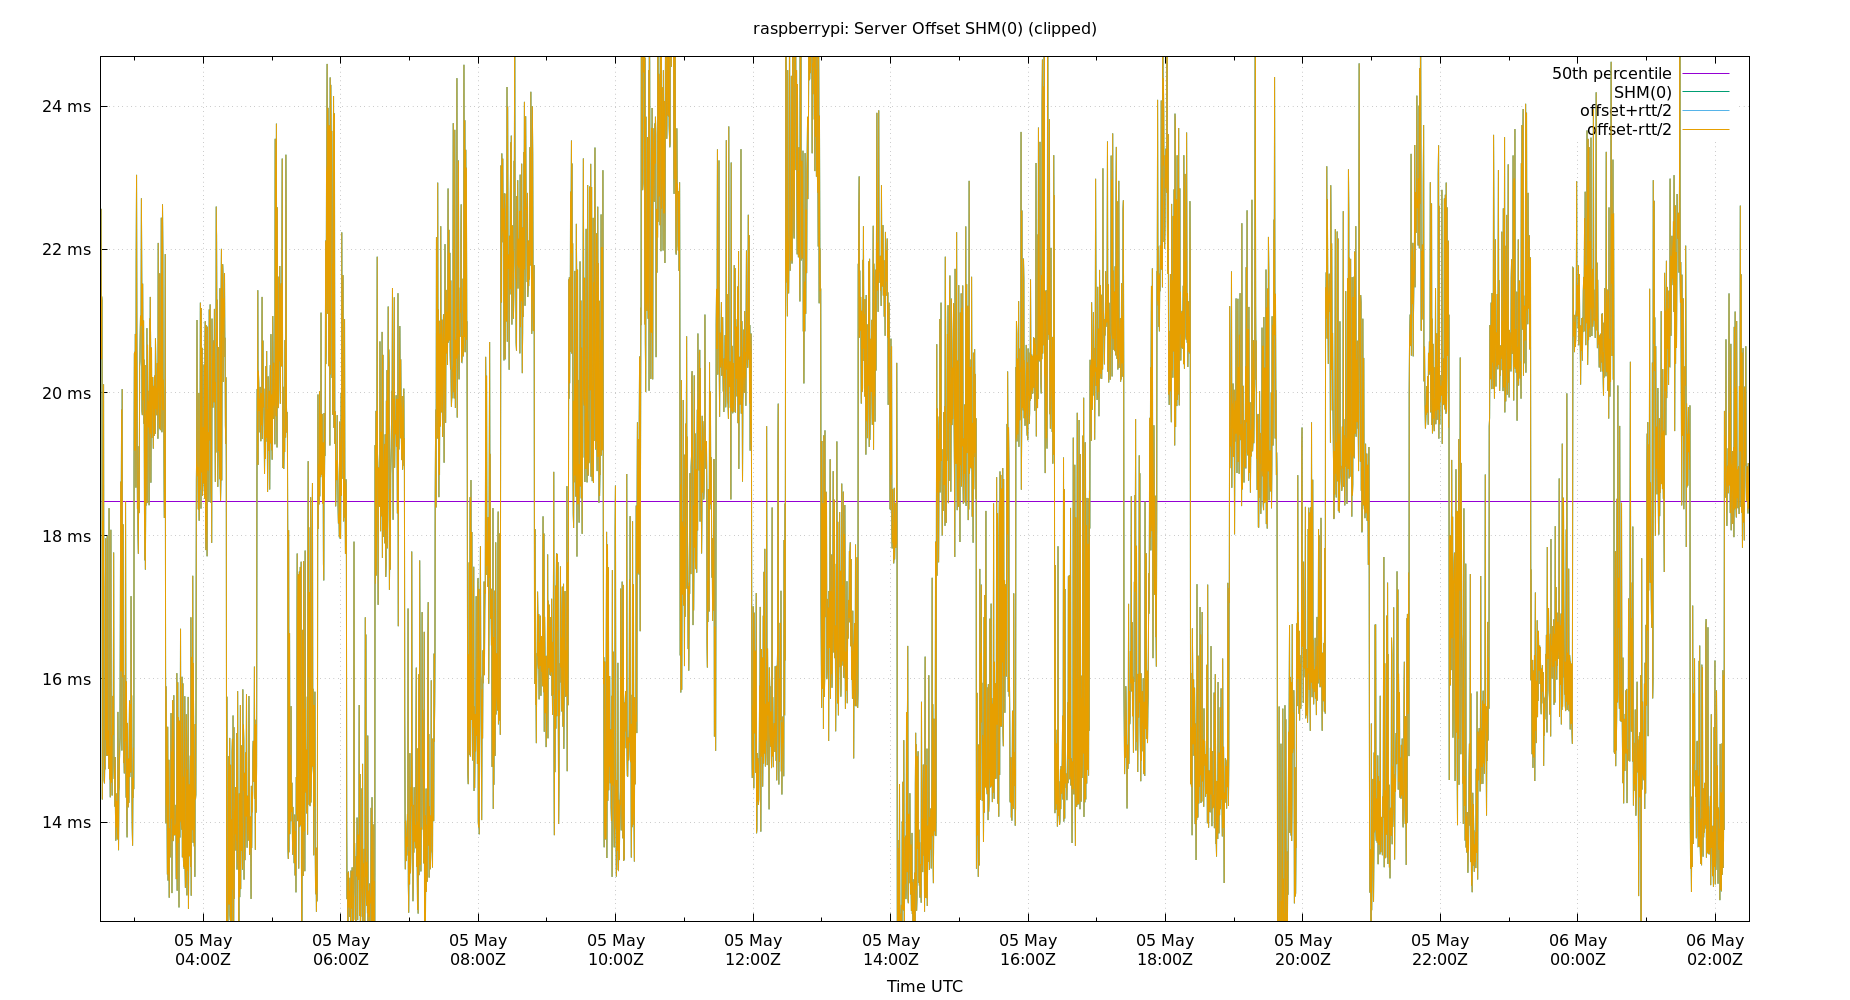 raspberrypi: Server Offset SHM(0) (clipped)
50th percentile
SHM(0)
offset+rtt/2
offset-rtt/2
24 ms
22 ms
20 ms
18 ms
16 ms
14 ms
05 May 05 May 05 May 05 May 05 May 05 May 05 May 05 May 05 May 05 May 06 May 06 May
04:00Z 06:00Z 08:00Z 10:00Z 12:00Z 14:00Z 16:00Z 18:00Z 20:00Z 22:00Z 00:00Z 02:00Z
Time UTC